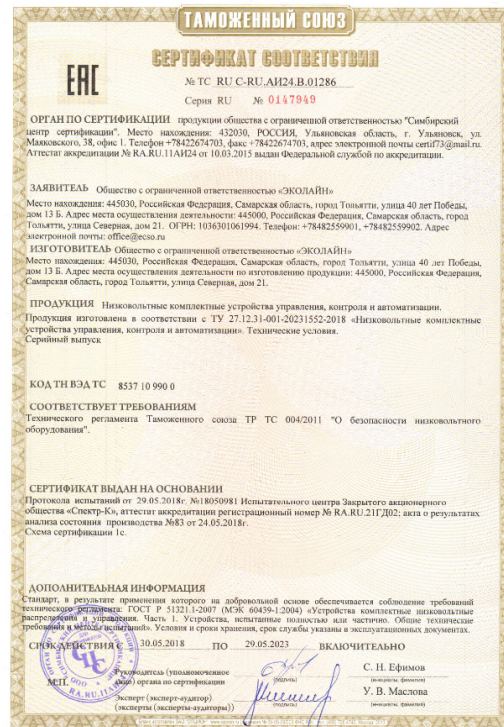 ТАМОЖЕННЫЙ СОЮЗ
СЕРТИФИКАТ СООТВЕТСТВИЯ
ЕАС
№ ТС RU C-RU.АИ24.В.01286
Серия RU № 0147949
ОРГАН ПО СЕРТИФИКАЦИИ продукции общества с ограниченной ответственностью "Симбирский
центр сертификации". Место нахождения: 432030, РОССИЯ, Ульяновская область, г. Ульяновск, ул.
Маяковского, 38, офис 1. Телефон +78422674703, факс +78422674703, адрес электронной почты certif73@mail.ru.
Аттестат аккредитации № RA.RU.11АИ24 от 10.03.2015 выдан Федеральной службой по аккредитации.
ЗАЯВИТЕЛЬ Общество с ограниченной ответственностью «ЭКОЛАЙН»
Место нахождения: 445030, Российская Федерация, Самарская область, город Тольятти, улица 40 лет Победы,
дом 13 Б. Адрес места осуществления деятельности: 445000, Российская Федерация, Самарская область, город
Тольятти, улица Северная, дом 21. ОГРН: 1036301061994. Телефон: +78482559901, +78482559902. Адрес
электронной почты: office@ecso.ru
ИЗГОТОВИТЕЛЬ Общество с ограниченной ответственностью «ЭКОЛАЙН»
Место нахождения: 445030, Российская Федерация, Самарская область, город Тольятти, улица 40 лет Победы,
дом 13 Б. Адрес места осуществления деятельности по изготовлению продукции: 445000, Российская Федерация,
Самарская область, город Тольятти, улица Северная, дом 21.
ПРОДУКЦИЯ Низковольтные комплектные устройства управления, контроля и автоматизации.
Продукция изготовлена в соответствии с ТУ 27.12.31-001-20231552-2018 «Низковольтные комплектные
устройства управления, контроля и автоматизации». Технические условия.
Серийный выпуск
КОД ТН ВЭД ТС 8537 10 990 0
СООТВЕТСТВУЕТ ТРЕБОВАНИЯМ
Технического регламента Таможенного союза ТР ТС 004/2011 "О безопасности низковольтного
оборудования".
СЕРТИФИКАТ ВЫДАН НА ОСНОВАНИИ
Протокола испытаний от 29.05.2018г. №18050981 Испытательного центра Закрытого акционерного
общества «Спектр-К», аттестат аккредитации регистрационный номер № RA.RU.21ГД02; акта о результатах
анализа состояния производства №83 от 24.05.2018г.
Схема сертификации 1с.
ДОПОЛНИТЕЛЬНАЯ ИНФОРМАЦИЯ
Стандарт, в результате применения которого на добровольной основе обеспечивается соблюдение требований
технического регламента: ГОСТ Р 51321.1-2007 (МЭК 60439-1:2004) «Устройства комплектные низковольтные
распределения и управления. Часть 1. Устройства, испытанные полностью или частично. Общие технические
требования и методы испытаний». Условия и сроки хранения, срок службы указаны в эксплуатационных документах.
СРОК ДЕЙСТВИЯ С 30.05.2018 ПО 29.05.2023 ВКЛЮЧИТЕЛЬНО
М.П.
Руководитель (уполномоченное
лицо) органа по сертификации
(подпись)
С. Н. Ефимов
(инициалы, фамилия)
Эксперт (эксперт-аудитор)
(эксперты (эксперты-аудиторы))
(подпись)
У. В. Маслова
(инициалы, фамилия)